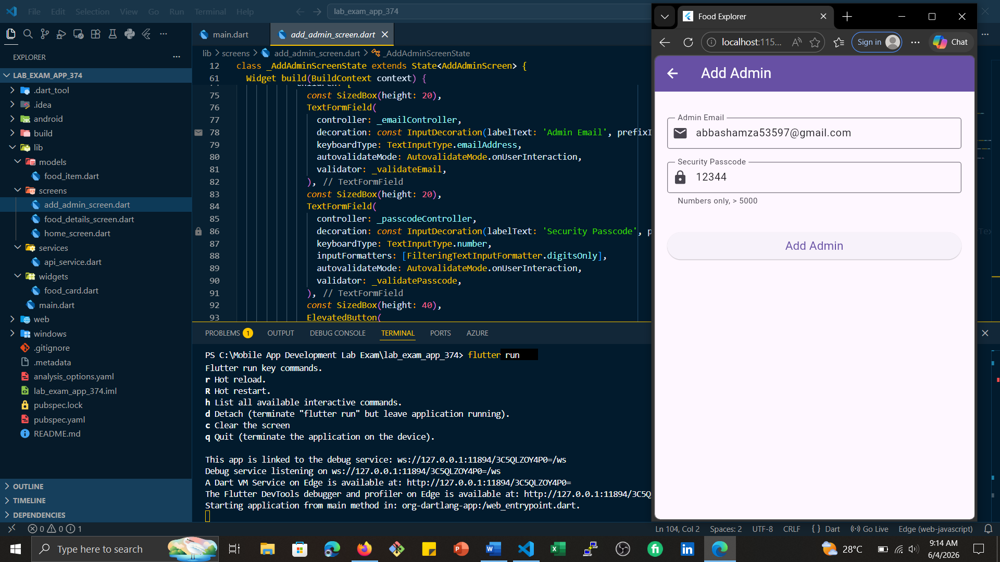 File Edit Selection View Go Run Terminal Help
lab_exam_app_374
EXPLORER
LAB_EXAM_APP_374
.dart_tool
.idea
android
build
lib
models
food_item.dart
screens
add_admin_screen.dart
food_details_screen.dart
home_screen.dart
services
api_service.dart
widgets
food_card.dart
main.dart
web
windows
.gitignore
.metadata
analysis_options.yaml
lab_exam_app_374.iml
pubspec.lock
pubspec.yaml
README.md
OUTLINE
TIMELINE
DEPENDENCIES
main.dart
add_admin_screen.dart
lib > screens > add_admin_screen.dart > _AddAdminScreenState
12 class _AddAdminScreenState extends State<AddAdminScreen> {
61 Widget build(BuildContext context) {
75 const SizedBox(height: 20),
76 TextFormField(
77 controller: _emailController,
78 decoration: const InputDecoration(labelText: 'Admin Email', prefixI
79 keyboardType: TextInputType.emailAddress,
80 autovalidateMode: AutovalidateMode.onUserInteraction,
81 validator: _validateEmail,
82 ), // TextFormField
83 const SizedBox(height: 20),
84 TextFormField(
85 controller: _passcodeController,
86 decoration: const InputDecoration(labelText: 'Security Passcode', p
87 keyboardType: TextInputType.number,
88 inputFormatters: [FilteringTextInputFormatter.digitsOnly],
89 autovalidateMode: AutovalidateMode.onUserInteraction,
90 validator: _validatePasscode,
91 ), // TextFormField
92 const SizedBox(height: 40),
93 ElevatedButton(
PROBLEMS 1 OUTPUT DEBUG CONSOLE TERMINAL PORTS AZURE
PS C:\Mobile App Development Lab Exam\lab_exam_app_374> flutter run
Flutter run key commands.
r Hot reload.
R Hot restart.
h List all available interactive commands.
d Detach (terminate "flutter run" but leave application running).
c Clear the screen
q Quit (terminate the application on the device).
This app is linked to the debug service: ws://127.0.0.1:11894/3C5QLZOY4P0=/ws
Debug service listening on ws://127.0.0.1:11894/3C5QLZOY4P0=/ws
A Dart VM Service on Edge is available at: http://127.0.0.1:11894/3C5QLZOY4P0=
The Flutter DevTools debugger and profiler on Edge is available at: http://127.0.0.1:11894/3C5Q
Starting application from main method in: org-dartlang-app:/web_entrypoint.dart.
Food Explorer
localhost:115...
Sign in
Chat
Add Admin
Admin Email
abbashamza53597@gmail.com
Security Passcode
12344
Numbers only, > 5000
Add Admin
0 0 1
Ln 104, Col 2 Spaces: 2 UTF-8 CRLF { } Dart Go Live Edge (web-javascript)
Type here to search
28°C
9:14 AM
6/4/2026